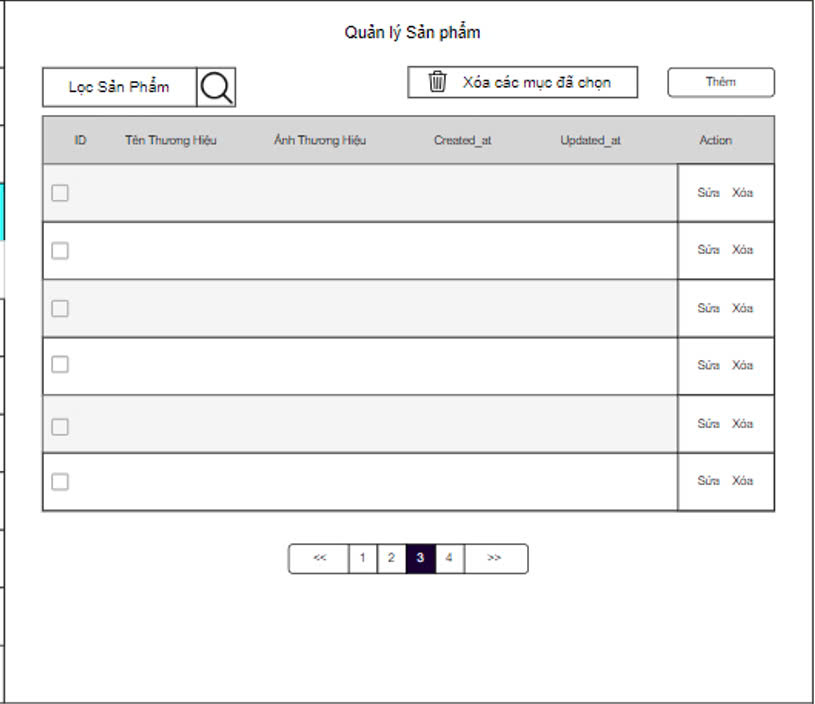 Quản lý Sản phẩm
Lọc Sản Phẩm
Xóa các mục đã chọn
Thêm
ID Tên Thương Hiệu Ảnh Thương Hiệu Created_at Updated_at Action
Sửa Xóa
Sửa Xóa
Sửa Xóa
Sửa Xóa
Sửa Xóa
Sửa Xóa
<< 1 2 3 4 >>